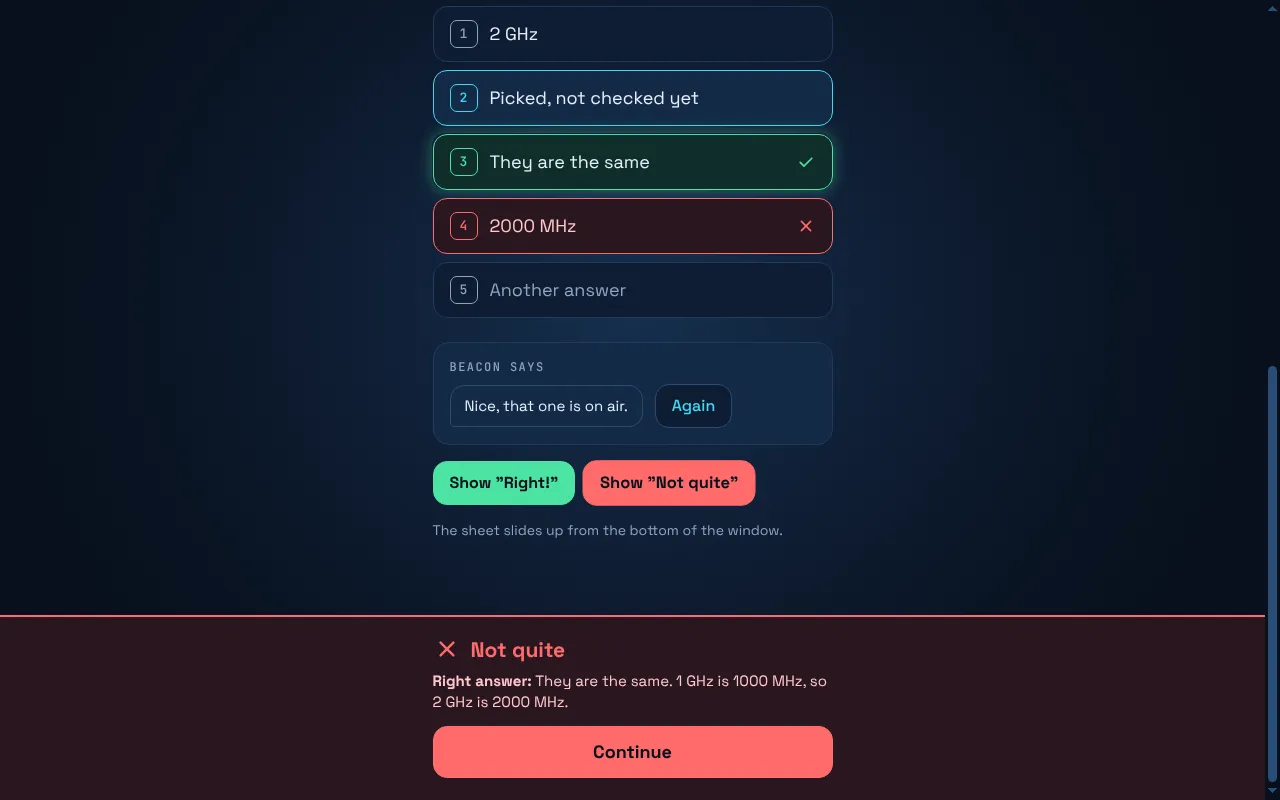 1 2 GHz
2 Picked, not checked yet
3 They are the same
4 2000 MHz
5 Another answer
BEACON SAYS
Nice, that one is on air. Again
Show "Right!" Show "Not quite"
The sheet slides up from the bottom of the window.
Not quite
Right answer: They are the same. 1 GHz is 1000 MHz, so
2 GHz is 2000 MHz.
Continue